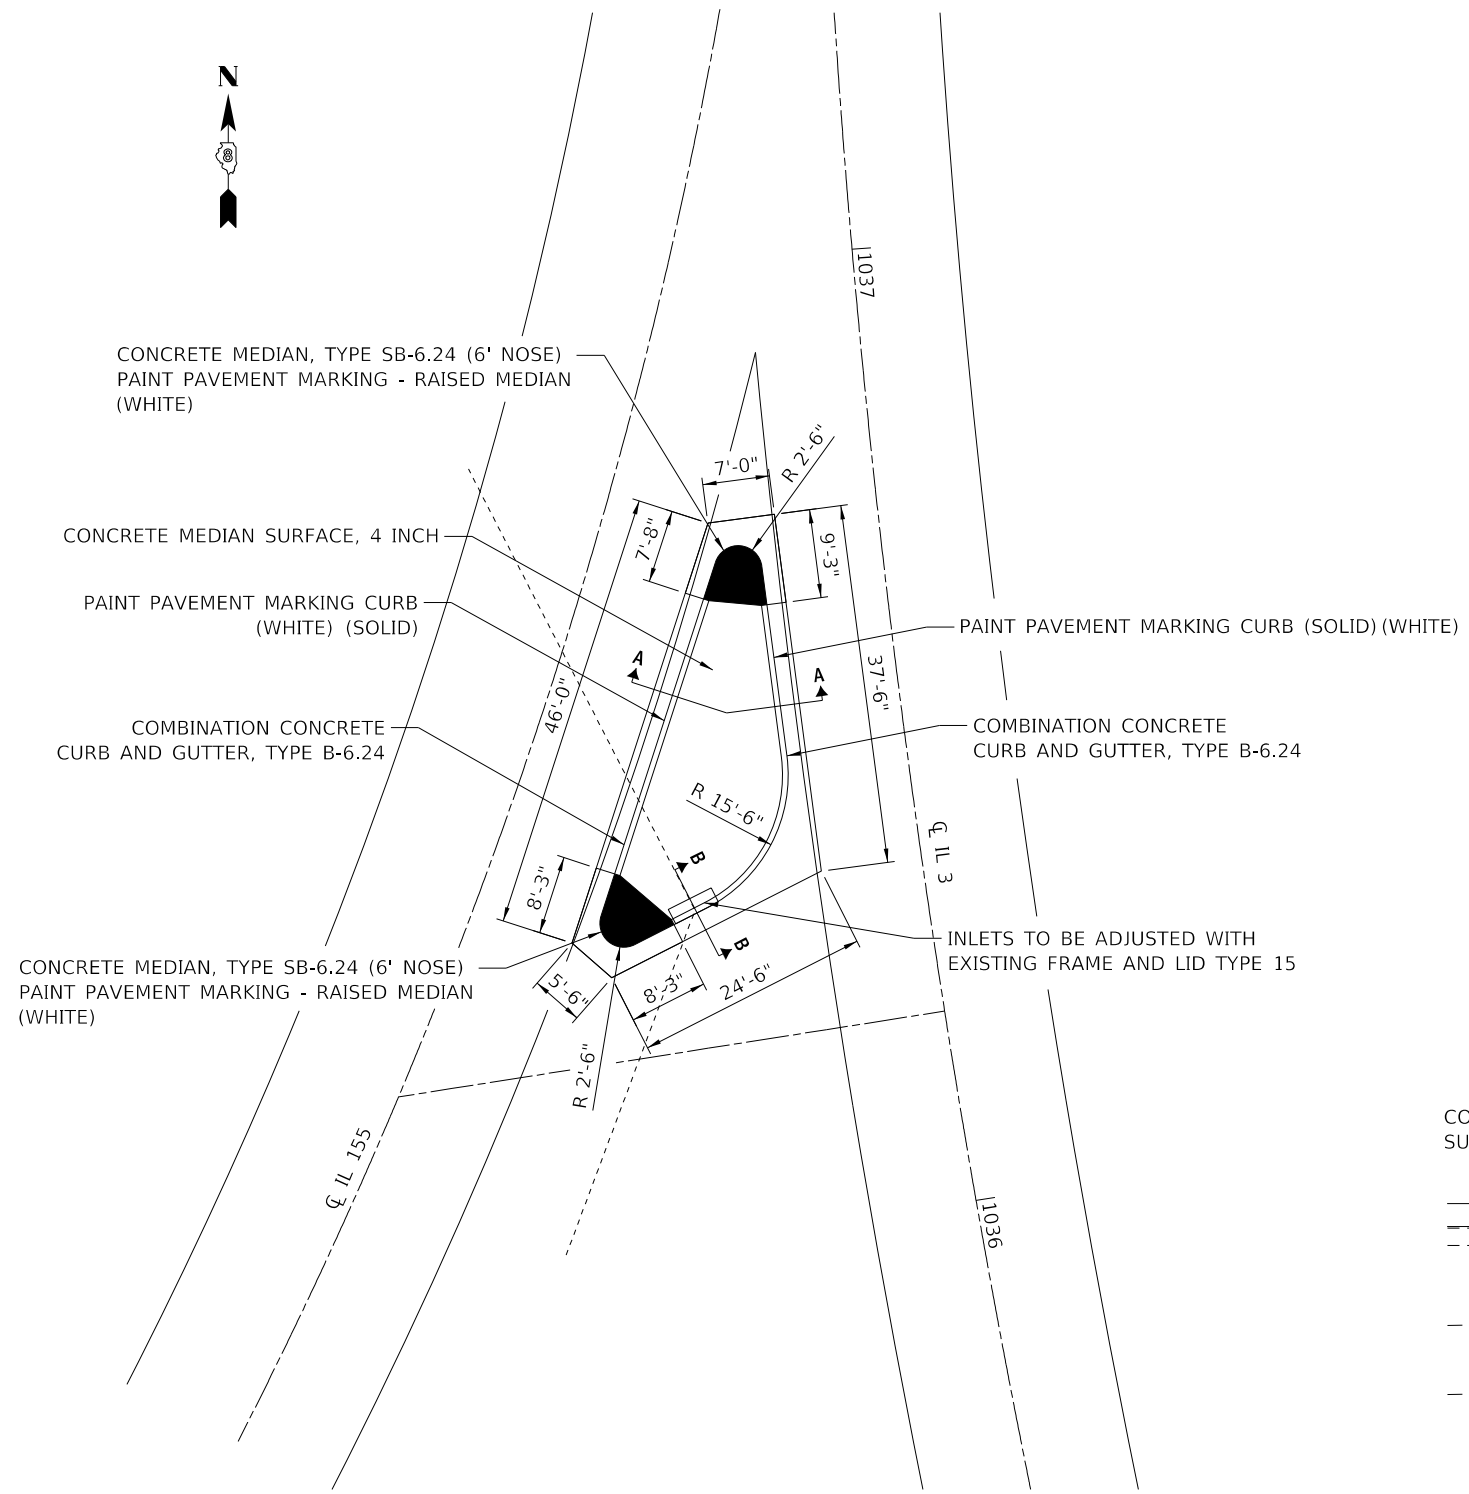 N
8
1037
CONCRETE MEDIAN, TYPE SB-6.24 (6' NOSE)
PAINT PAVEMENT MARKING - RAISED MEDIAN
(WHITE)
7'-0"
R 2'-6"
CONCRETE MEDIAN SURFACE, 4 INCH
7'-8"
9'-3"
PAINT PAVEMENT MARKING CURB
(WHITE) (SOLID)
PAINT PAVEMENT MARKING CURB (SOLID) (WHITE)
A
A
46'-0"
37'-6"
COMBINATION CONCRETE
CURB AND GUTTER, TYPE B-6.24
COMBINATION CONCRETE
CURB AND GUTTER, TYPE B-6.24
R 15'-6"
℄ IL 3
B
8'-3"
B
INLETS TO BE ADJUSTED WITH
EXISTING FRAME AND LID TYPE 15
CONCRETE MEDIAN, TYPE SB-6.24 (6' NOSE)
PAINT PAVEMENT MARKING - RAISED MEDIAN
(WHITE)
5'-6"
8'-3"
24'-6"
R 2'-6"
℄ IL 155
CO
SU
1036